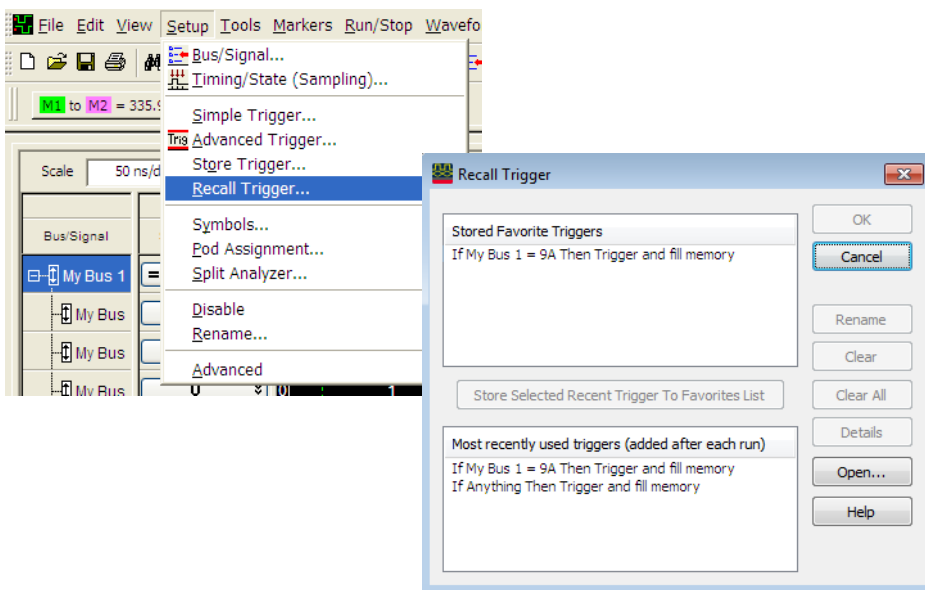 File Edit View Setup Tools Markers Run/Stop Wavefo
Bus/Signal...
Timing/State (Sampling)...
M1 to M2 = 335.9
Simple Trigger...
Trig Advanced Trigger...
Store Trigger...
Recall Trigger...
Scale 50 ns/d
Symbols...
Bus/Signal
Pod Assignment...
Split Analyzer...
My Bus 1 =
Disable
My Bus
Rename...
My Bus
Advanced
My Bus 0 0 1
Recall Trigger
Stored Favorite Triggers
If My Bus 1 = 9A Then Trigger and fill memory
OK
Cancel
Rename
Clear
Store Selected Recent Trigger To Favorites List
Clear All
Details
Most recently used triggers (added after each run)
If My Bus 1 = 9A Then Trigger and fill memory
If Anything Then Trigger and fill memory
Open...
Help